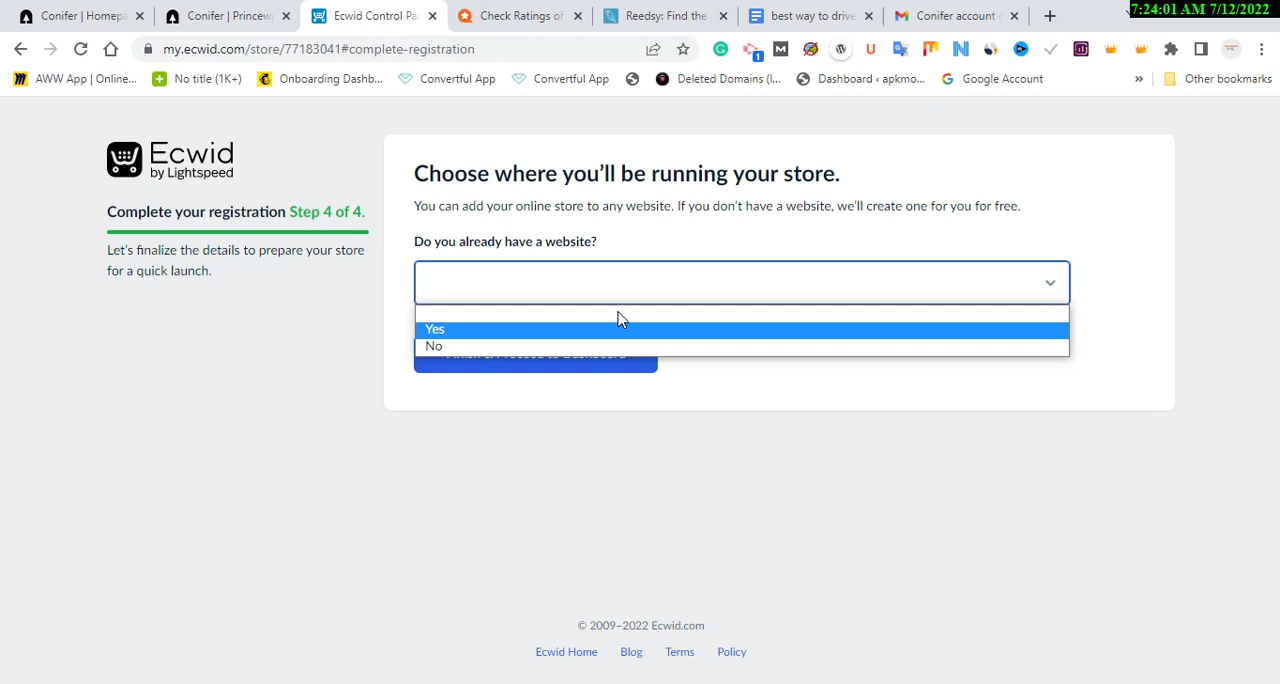 Conifer | Homepa
Conifer | Princewp
Ecwid Control Pa
Check Ratings of
Reedsy: Find the
best way to drive
Conifer account
7:24:01 AM 7/12/2022
my.ecwid.com/store/77183041#complete-registration
1
AWW App | Online...
No title (1K+)
Onboarding Dashb...
Convertful App
Convertful App
Deleted Domains (l...
Dashboard ‹ apkmo...
Google Account
»
Other bookmarks
Ecwid
by Lightspeed
Complete your registration Step 4 of 4.
Let's finalize the details to prepare your store
for a quick launch.
Choose where you'll be running your store.
You can add your online store to any website. If you don't have a website, we'll create one for you for free.
Do you already have a website?
Yes
No
© 2009–2022 Ecwid.com
Ecwid Home
Blog
Terms
Policy